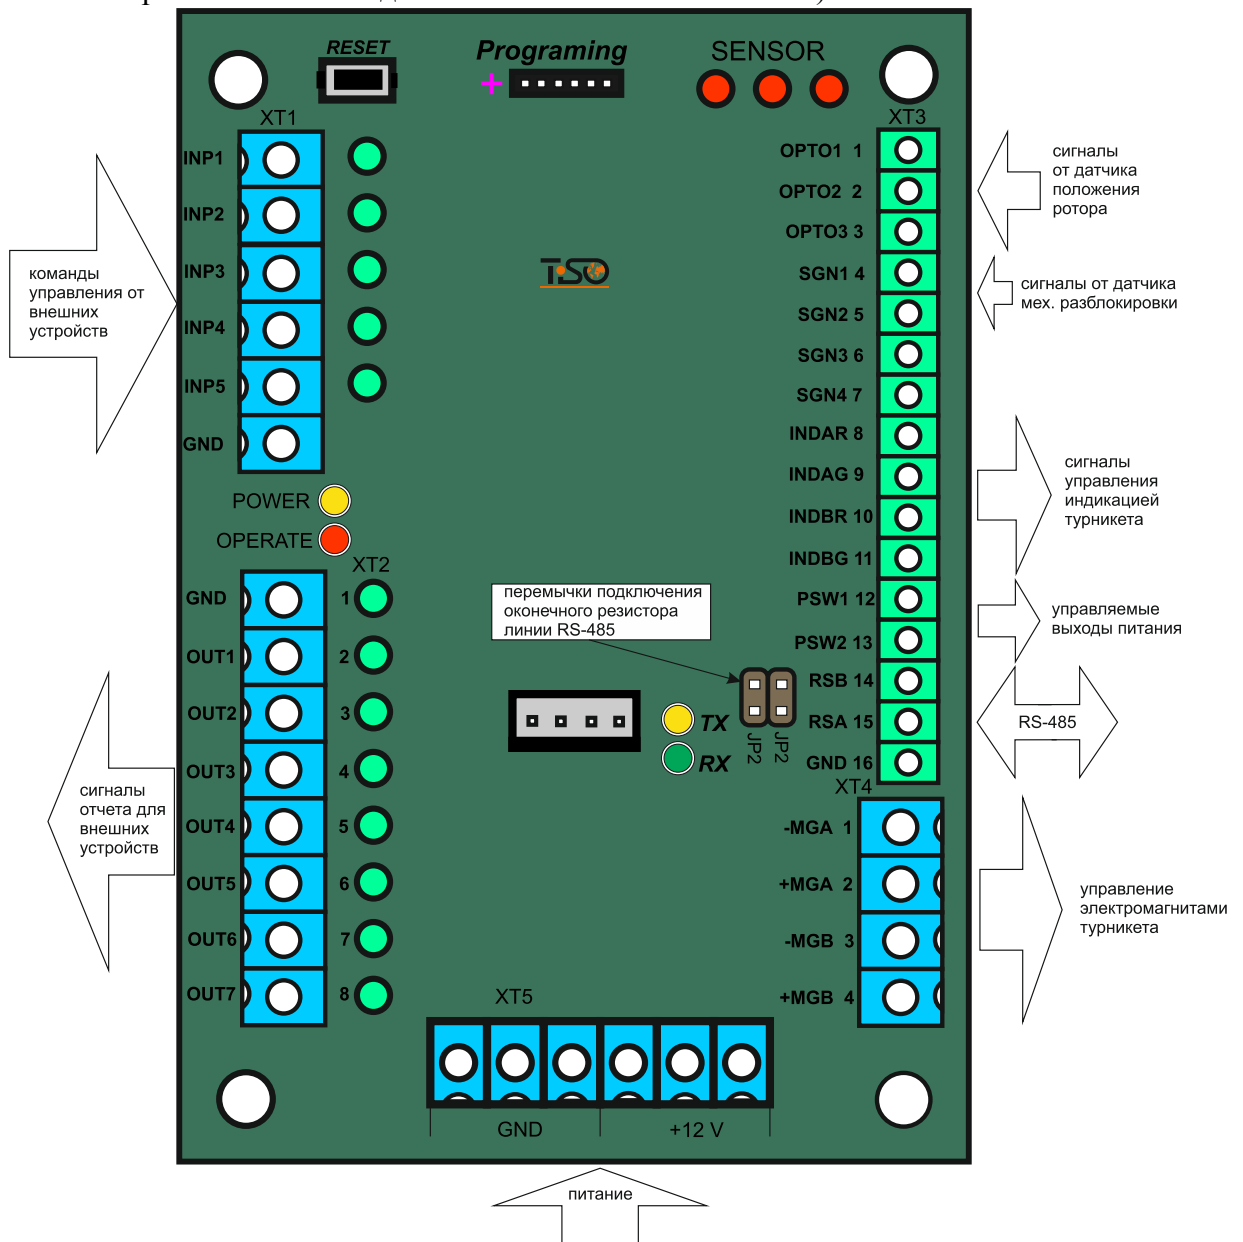 RESET
Programing
+
SENSOR
XT1
XT3
INP1
INP2
INP3
INP4
INP5
GND
команды
управления от
внешних
устройств
TiSO
OPTO1 1
OPTO2 2
OPTO3 3
SGN1 4
SGN2 5
SGN3 6
SGN4 7
INDAR 8
INDAG 9
INDBR 10
INDBG 11
PSW1 12
PSW2 13
RSB 14
RSA 15
GND 16
сигналы
от датчика
положения
ротора
сигналы от датчика
мех. разблокировки
сигналы
управления
индикацией
турникета
управляемые
выходы питания
RS-485
POWER
OPERATE
XT2
GND 1
OUT1 2
OUT2 3
OUT3 4
OUT4 5
OUT5 6
OUT6 7
OUT7 8
сигналы
отчета для
внешних
устройств
перемычки подключения
оконечного резистора
линии RS-485
TX
RX
JP2
JP2
XT4
-MGA 1
+MGA 2
-MGB 3
+MGB 4
управление
электромагнитами
турникета
XT5
GND
+12 V
питание